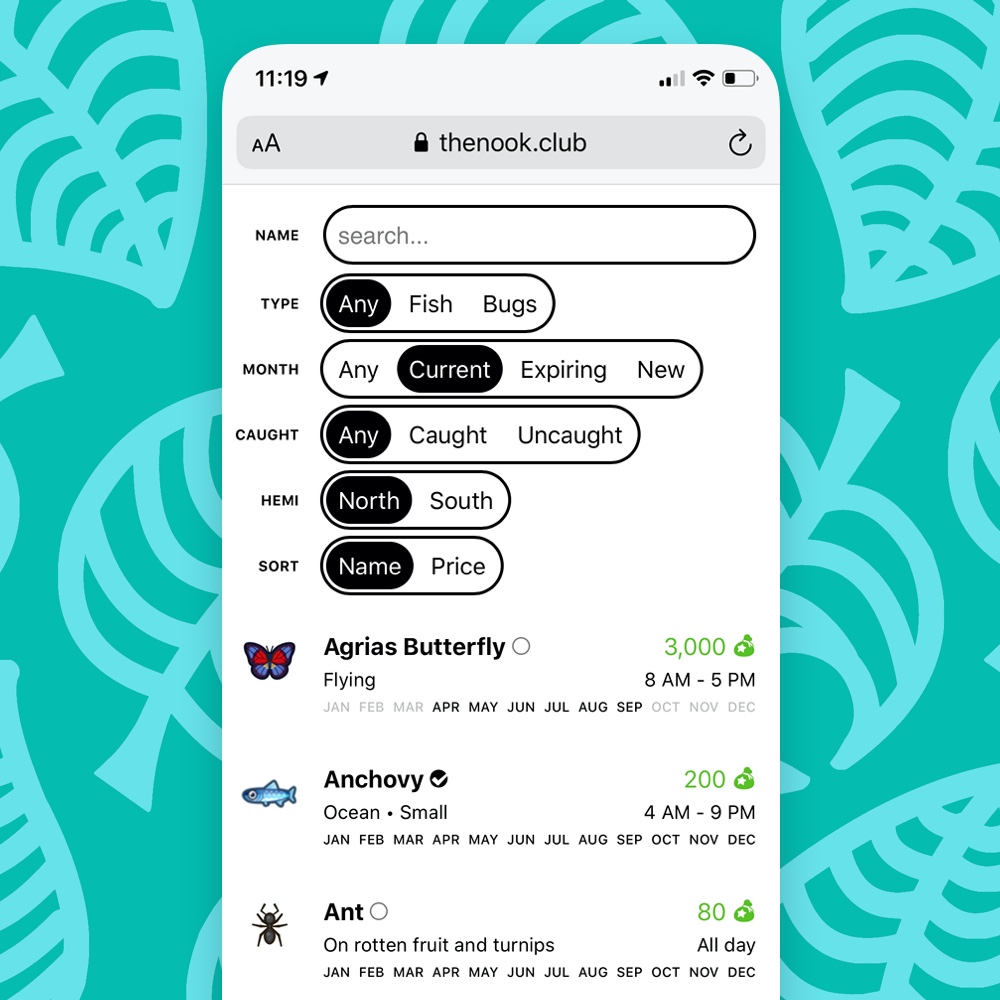 11:19
AA thenook.club
NAME search...
TYPE Any Fish Bugs
MONTH Any Current Expiring New
CAUGHT Any Caught Uncaught
HEMI North South
SORT Name Price
Agrias Butterfly 3,000
Flying 8 AM - 5 PM
JAN FEB MAR APR MAY JUN JUL AUG SEP OCT NOV DEC
Anchovy 200
Ocean • Small 4 AM - 9 PM
JAN FEB MAR APR MAY JUN JUL AUG SEP OCT NOV DEC
Ant 80
On rotten fruit and turnips All day
JAN FEB MAR APR MAY JUN JUL AUG SEP OCT NOV DEC